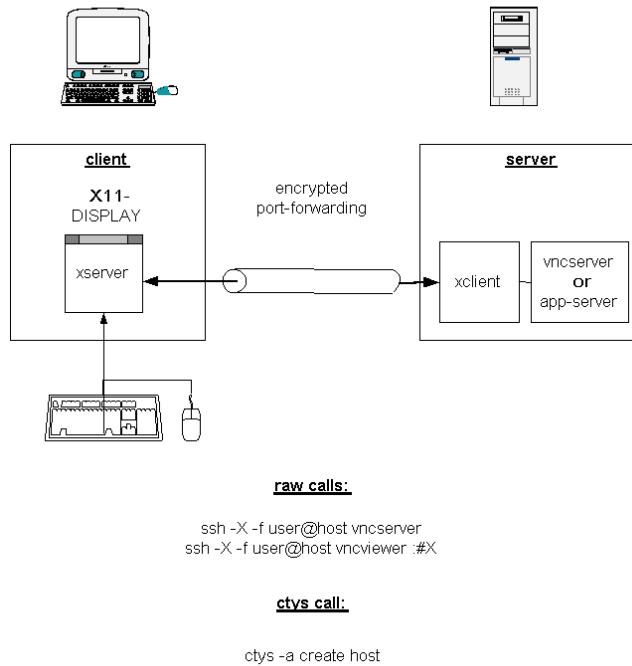 client
server
X11-
DISPLAY
encrypted
port-forwarding
xserver
xclient
vncserver
or
app-server
raw calls:
ssh -X -f user@host vncserver
ssh -X -f user@host vncviewer :#X
ctys call:
ctys -a create host